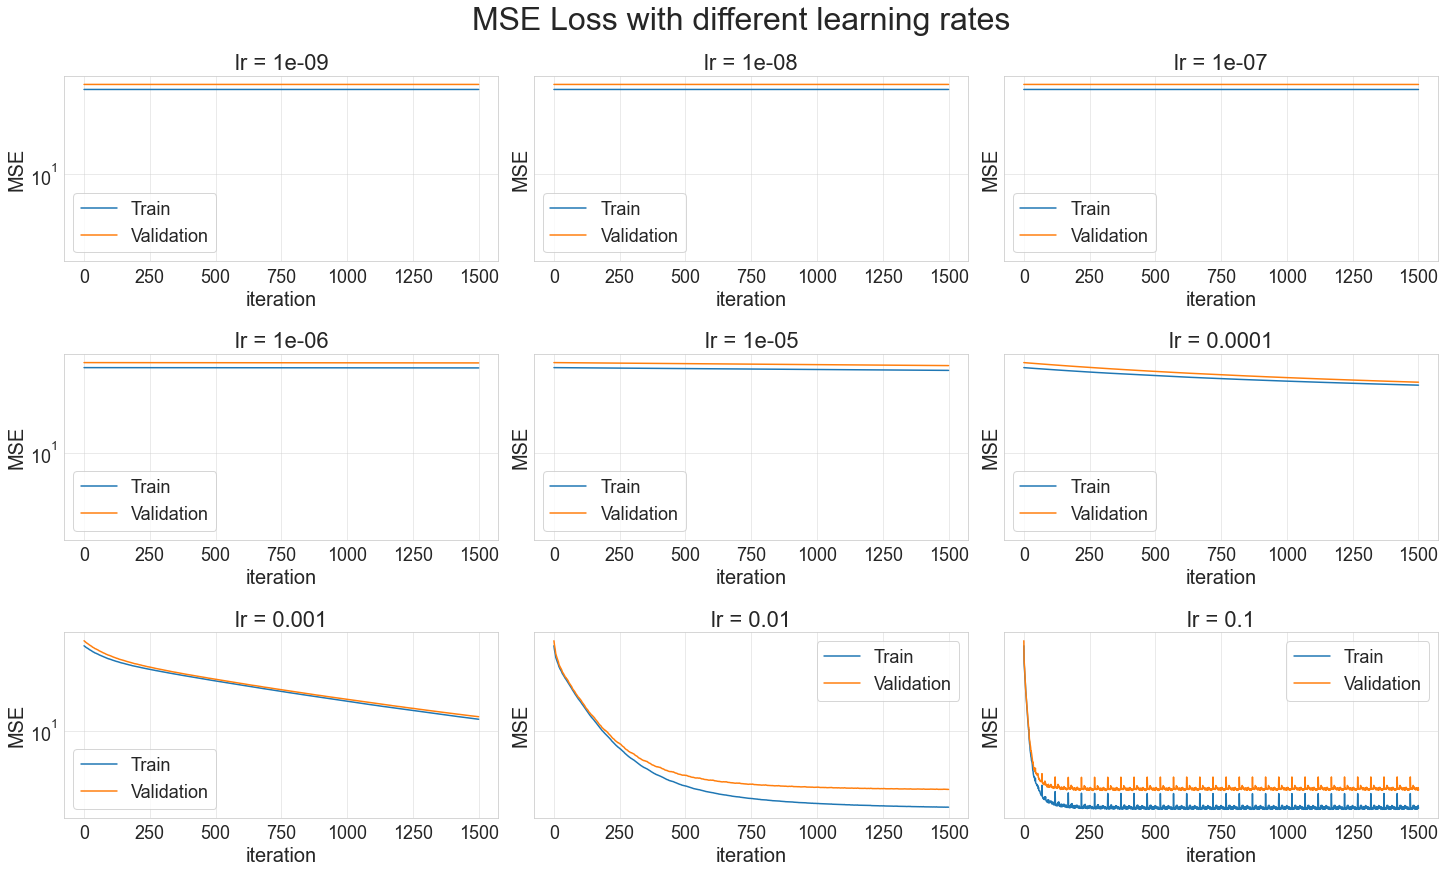 MSE Loss with different learning rates
lr = 1e-09
MSE
10^1
Train
Validation
0 250 500 750 1000 1250 1500
iteration
lr = 1e-08
MSE
Train
Validation
0 250 500 750 1000 1250 1500
iteration
lr = 1e-07
MSE
Train
Validation
0 250 500 750 1000 1250 1500
iteration
lr = 1e-06
MSE
10^1
Train
Validation
0 250 500 750 1000 1250 1500
iteration
lr = 1e-05
MSE
Train
Validation
0 250 500 750 1000 1250 1500
iteration
lr = 0.0001
MSE
Train
Validation
0 250 500 750 1000 1250 1500
iteration
lr = 0.001
MSE
10^1
Train
Validation
0 250 500 750 1000 1250 1500
iteration
lr = 0.01
MSE
Train
Validation
0 250 500 750 1000 1250 1500
iteration
lr = 0.1
MSE
Train
Validation
0 250 500 750 1000 1250 1500
iteration